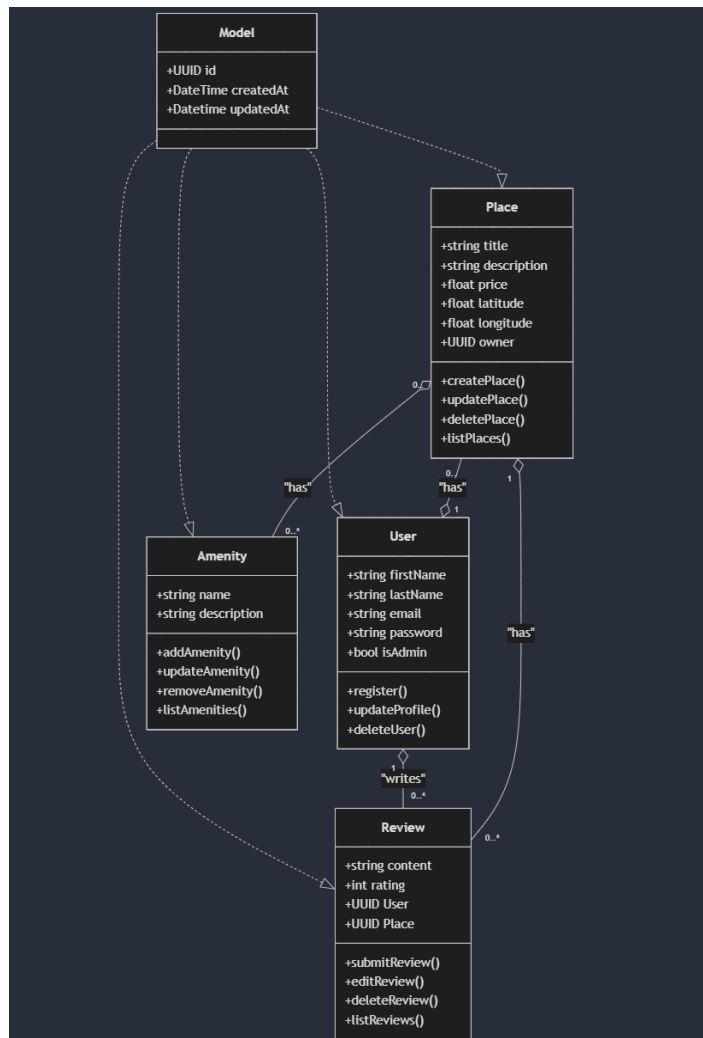 Model
+UUID id
+DateTime createdAt
+Datetime updatedAt
Place
+string title
+string description
+float price
+float latitude
+float longitude
+UUID owner
+createPlace()
+updatePlace()
+deletePlace()
+listPlaces()
0..
"has"
0..*
0..
"has"
1
1
"has"
0..*
Amenity
+string name
+string description
+addAmenity()
+updateAmenity()
+removeAmenity()
+listAmenities()
User
+string firstName
+string lastName
+string email
+string password
+bool isAdmin
+register()
+updateProfile()
+deleteUser()
1
"writes"
0..*
Review
+string content
+int rating
+UUID User
+UUID Place
+submitReview()
+editReview()
+deleteReview()
+listReviews()